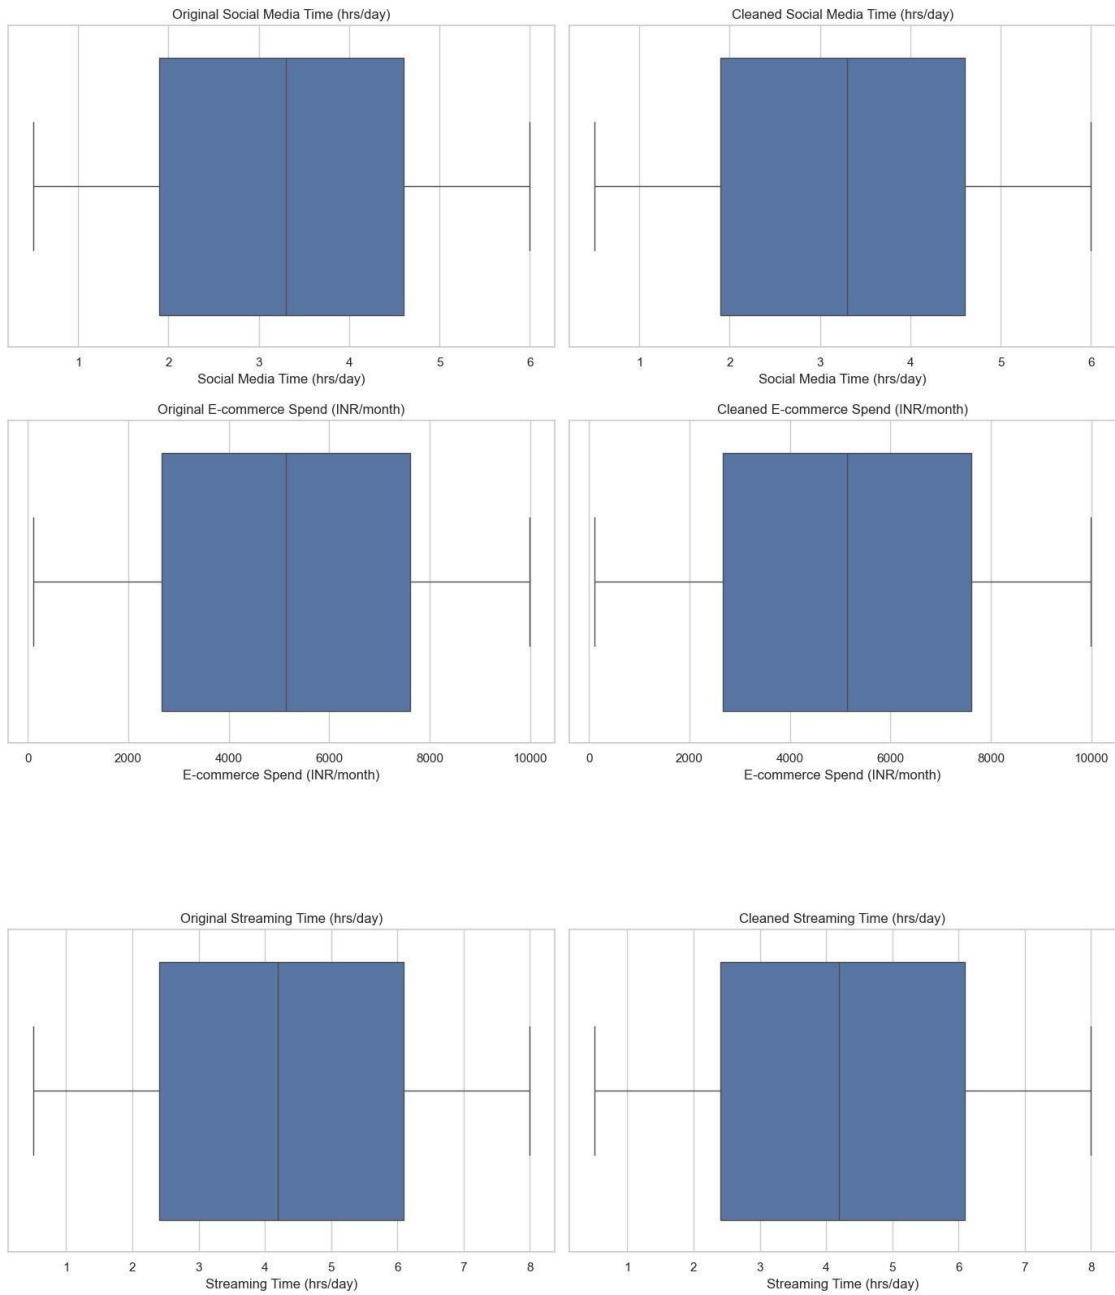 Original Social Media Time (hrs/day)
1 2 3 4 5 6
Social Media Time (hrs/day)
Cleaned Social Media Time (hrs/day)
1 2 3 4 5 6
Social Media Time (hrs/day)
Original E-commerce Spend (INR/month)
0 2000 4000 6000 8000 10000
E-commerce Spend (INR/month)
Cleaned E-commerce Spend (INR/month)
0 2000 4000 6000 8000 10000
E-commerce Spend (INR/month)
Original Streaming Time (hrs/day)
1 2 3 4 5 6 7 8
Streaming Time (hrs/day)
Cleaned Streaming Time (hrs/day)
1 2 3 4 5 6 7 8
Streaming Time (hrs/day)